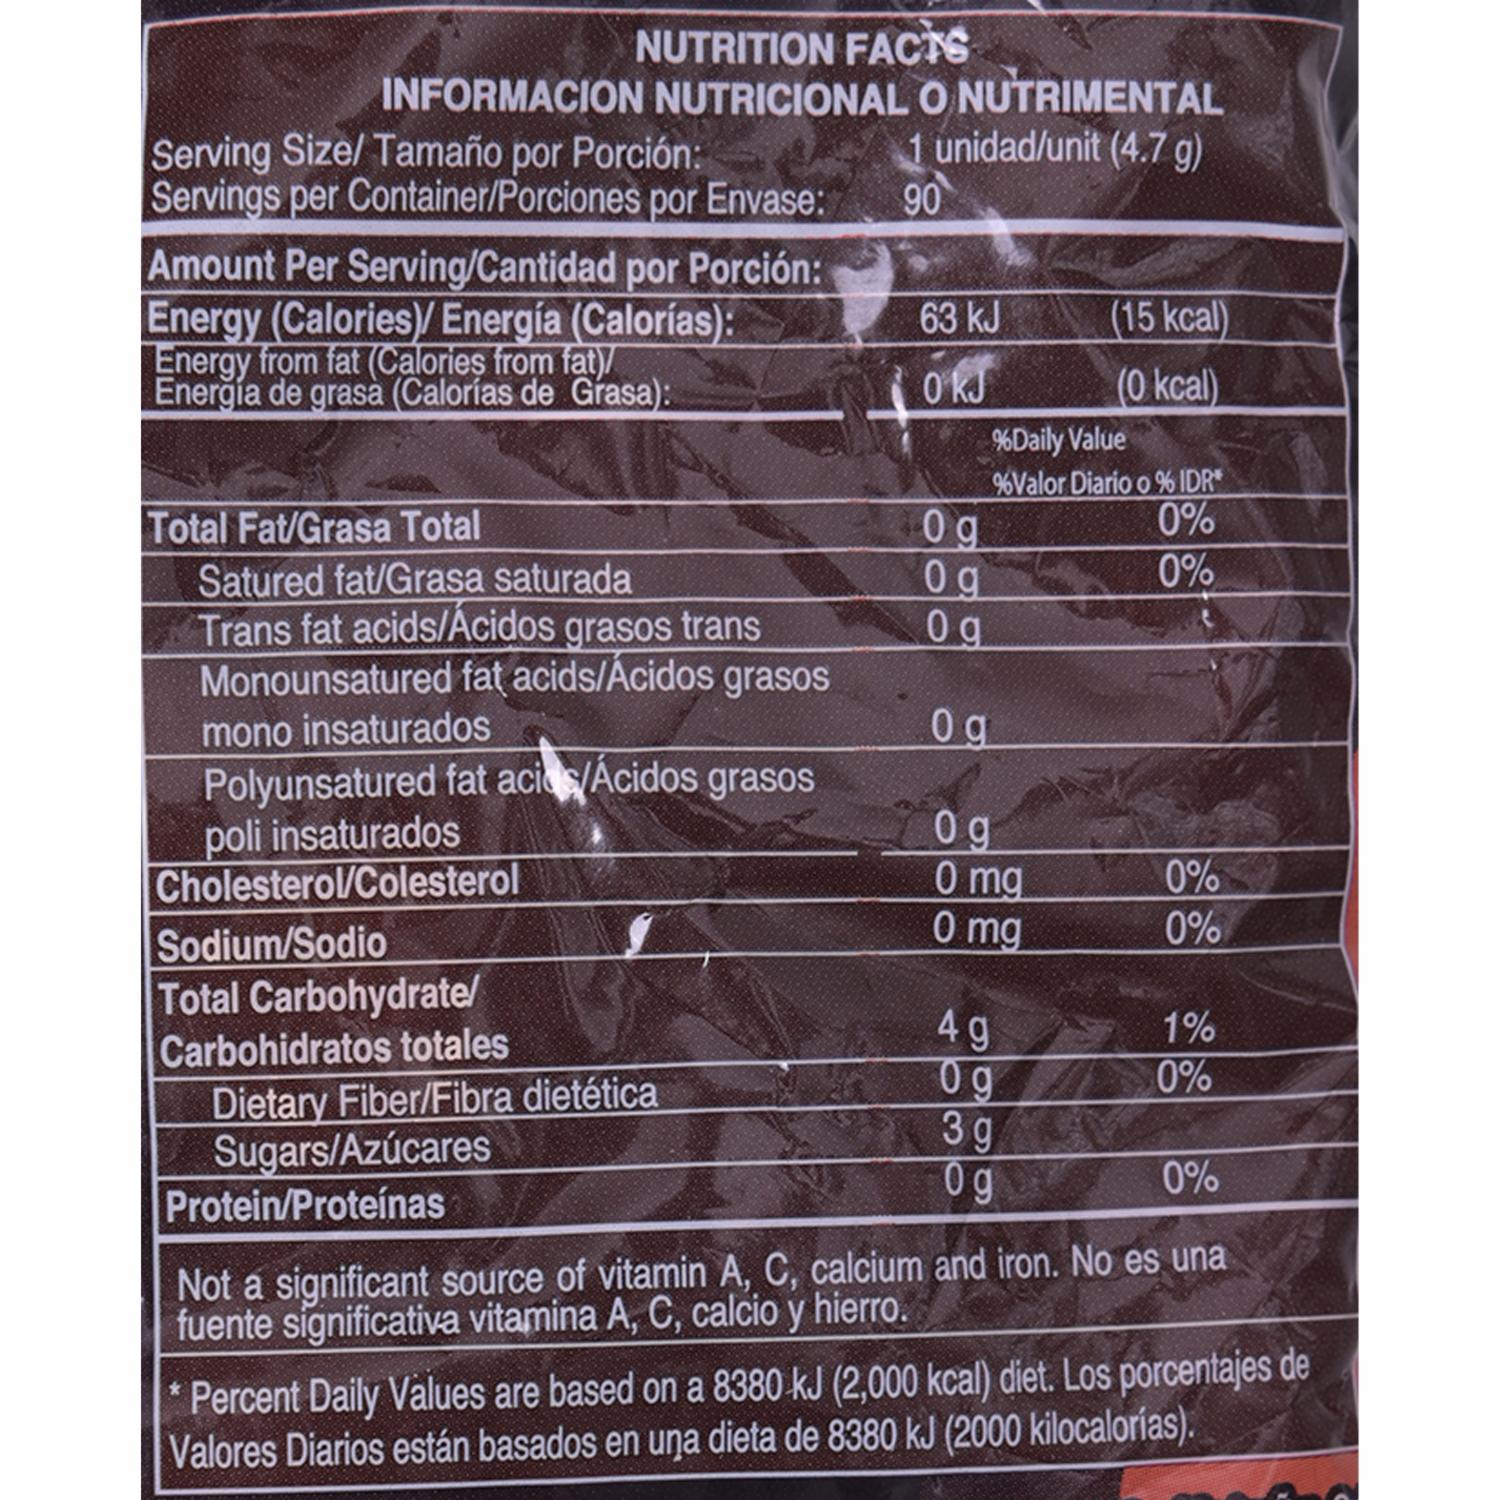 NUTRITION FACTS
INFORMACION NUTRICIONAL O NUTRIMENTAL
Serving Size/ Tamaño por Porción: 1 unidad/unit (4.7 g)
Servings per Container/Porciones por Envase: 90
Amount Per Serving/Cantidad por Porción:
Energy (Calories)/ Energía (Calorías): 63 kJ (15 kcal)
Energy from fat (Calories from fat)/
Energía de grasa (Calorías de Grasa): 0 kJ (0 kcal)
%Daily Value
%Valor Diario o % IDR*
Total Fat/Grasa Total 0 g 0%
Satured fat/Grasa saturada 0 g 0%
Trans fat acids/Ácidos grasos trans 0 g
Monounsatured fat acids/Ácidos grasos
mono insaturados 0 g
Polyunsatured fat acids/Ácidos grasos
poli insaturados 0 g
Cholesterol/Colesterol 0 mg 0%
Sodium/Sodio 0 mg 0%
Total Carbohydrate/
Carbohidratos totales 4 g 1%
Dietary Fiber/Fibra dietética 0 g 0%
Sugars/Azúcares 3 g
Protein/Proteínas 0 g 0%
Not a significant source of vitamin A, C, calcium and iron. No es una
fuente significativa vitamina A, C, calcio y hierro.
* Percent Daily Values are based on a 8380 kJ (2,000 kcal) diet. Los porcentajes de
Valores Diarios están basados en una dieta de 8380 kJ (2000 kilocalorías).